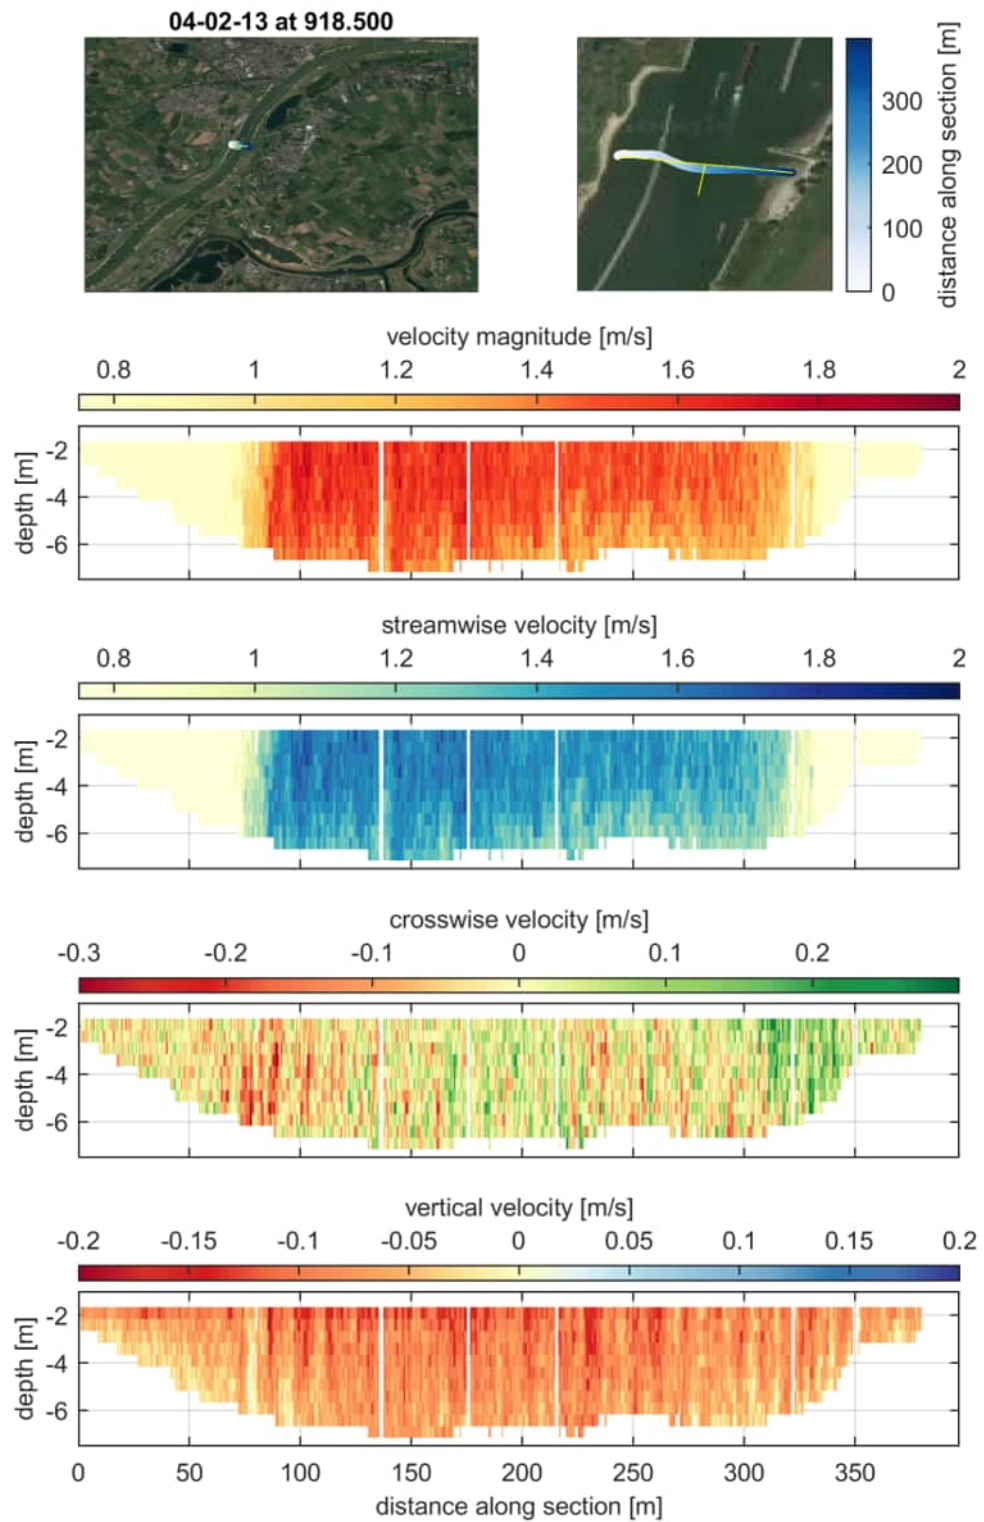 04-02-13 at 918.500
distance along section [m]
300
200
100
0
velocity magnitude [m/s]
0.8 1 1.2 1.4 1.6 1.8 2
depth [m]
-2
-4
-6
streamwise velocity [m/s]
0.8 1 1.2 1.4 1.6 1.8 2
depth [m]
-2
-4
-6
crosswise velocity [m/s]
-0.3 -0.2 -0.1 0 0.1 0.2
depth [m]
-2
-4
-6
vertical velocity [m/s]
-0.2 -0.15 -0.1 -0.05 0 0.05 0.1 0.15 0.2
depth [m]
-2
-4
-6
0 50 100 150 200 250 300 350
distance along section [m]